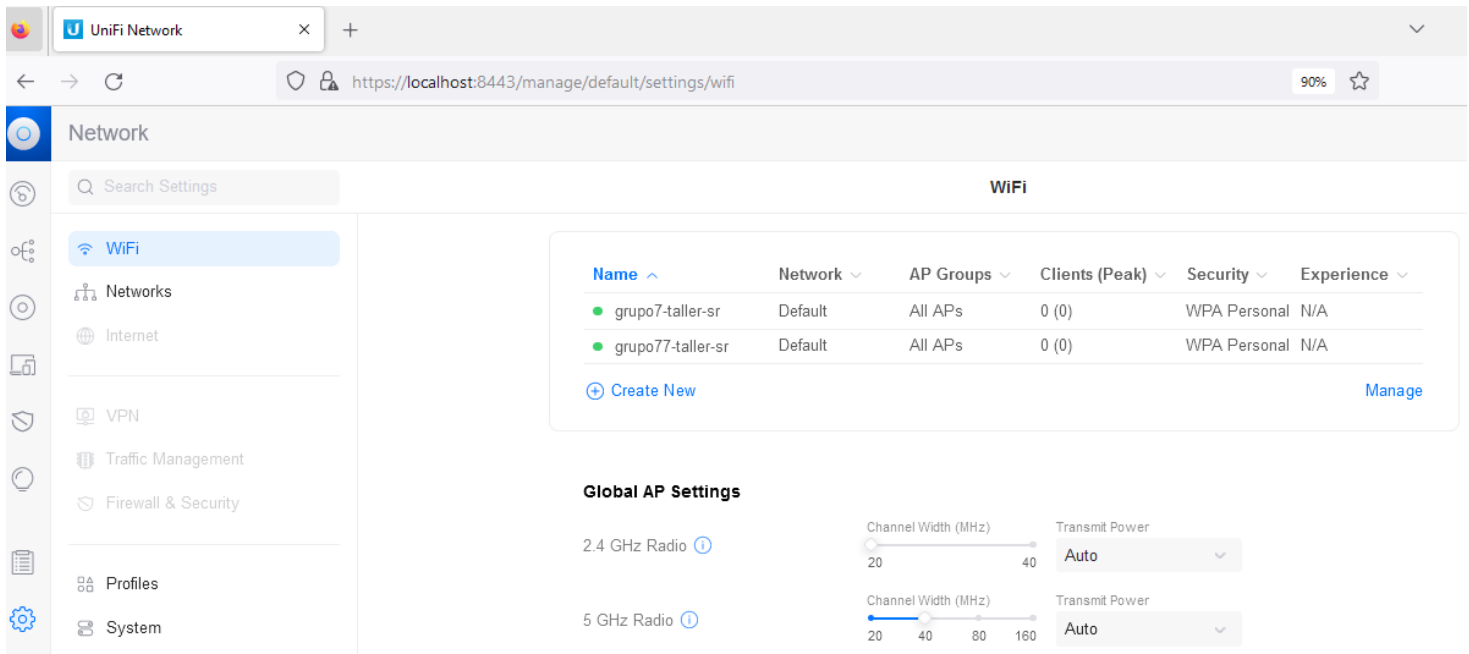 UniFi Network
https://localhost:8443/manage/default/settings/wifi 90%
Network
Search Settings
WiFi
WiFi
Networks
Internet
VPN
Traffic Management
Firewall & Security
Profiles
System
Name Network AP Groups Clients (Peak) Security Experience
grupo7-taller-sr Default All APs 0 (0) WPA Personal N/A
grupo77-taller-sr Default All APs 0 (0) WPA Personal N/A
Create New Manage
Global AP Settings
Channel Width (MHz) Transmit Power
2.4 GHz Radio Auto
20 40
Channel Width (MHz) Transmit Power
5 GHz Radio Auto
20 40 80 160